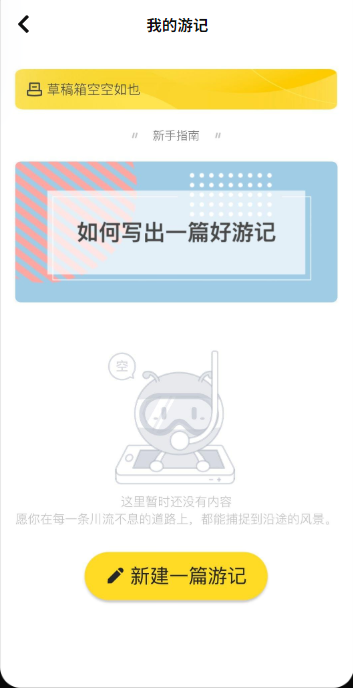 我的游记
草稿箱空空如也
〃 新手指南 〃
如何写出一篇好游记
空
这里暂时还没有内容
愿你在每一条川流不息的道路上，都能捕捉到沿途的风景。
新建一篇游记